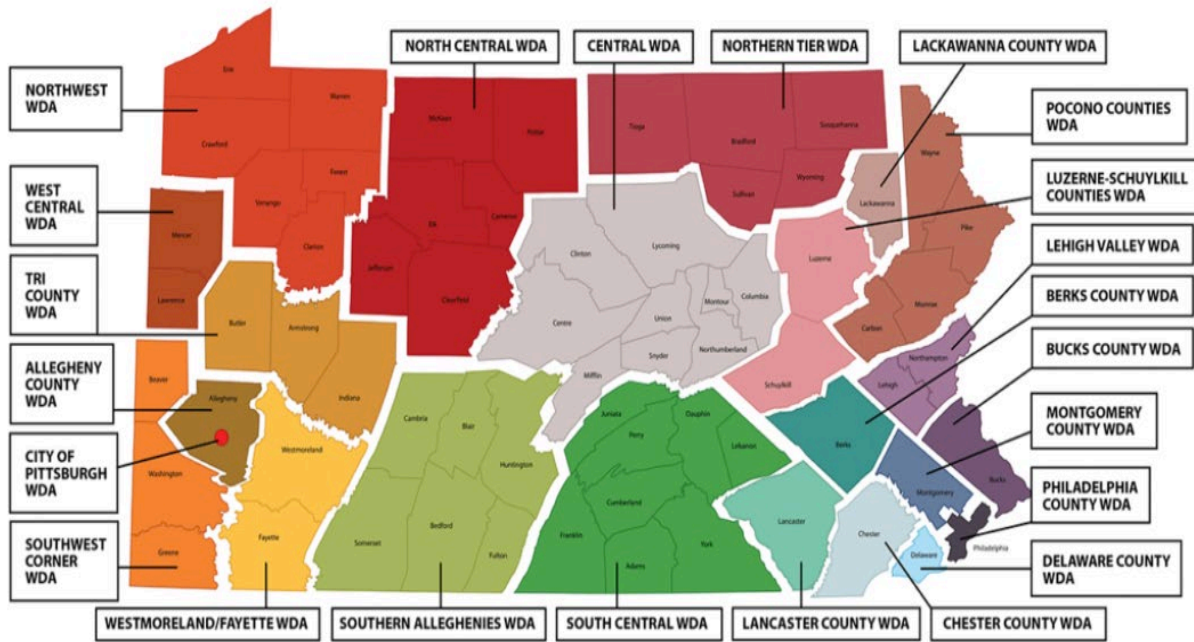 NORTH CENTRAL WDA
CENTRAL WDA
NORTHERN TIER WDA
LACKAWANNA COUNTY WDA
NORTHWEST
WDA
POCONO COUNTIES
WDA
WEST
CENTRAL
WDA
LUZERNE-SCHUYLKILL
COUNTIES WDA
TRI
COUNTY
WDA
LEHIGH VALLEY WDA
BERKS COUNTY WDA
ALLEGHENY
COUNTY
WDA
BUCKS COUNTY WDA
CITY OF
PITTSBURGH
WDA
MONTGOMERY
COUNTY WDA
SOUTHWEST
CORNER
WDA
PHILADELPHIA
COUNTY WDA
DELAWARE COUNTY
WDA
WESTMORELAND/FAYETTE WDA
SOUTHERN ALLEGHENIES WDA
SOUTH CENTRAL WDA
LANCASTER COUNTY WDA
CHESTER COUNTY WDA
Erie
Warren
Crawford
Forest
Venango
Clarion
McKean
Potter
Elk
Cameron
Jefferson
Clearfield
Tioga
Bradford
Susquehanna
Sullivan
Wyoming
Wayne
Lackawanna
Pike
Monroe
Carbon
Luzerne
Schuylkill
Clinton
Lycoming
Columbia
Montour
Centre
Union
Snyder
Northumberland
Mifflin
Mercer
Lawrence
Butler
Armstrong
Indiana
Beaver
Allegheny
Washington
Greene
Westmoreland
Fayette
Cambria
Blair
Huntington
Somerset
Bedford
Fulton
Juniata
Perry
Dauphin
Lebanon
Cumberland
Franklin
Adams
York
Northampton
Lehigh
Berks
Bucks
Montgomery
Lancaster
Chester
Delaware
Philadelphia